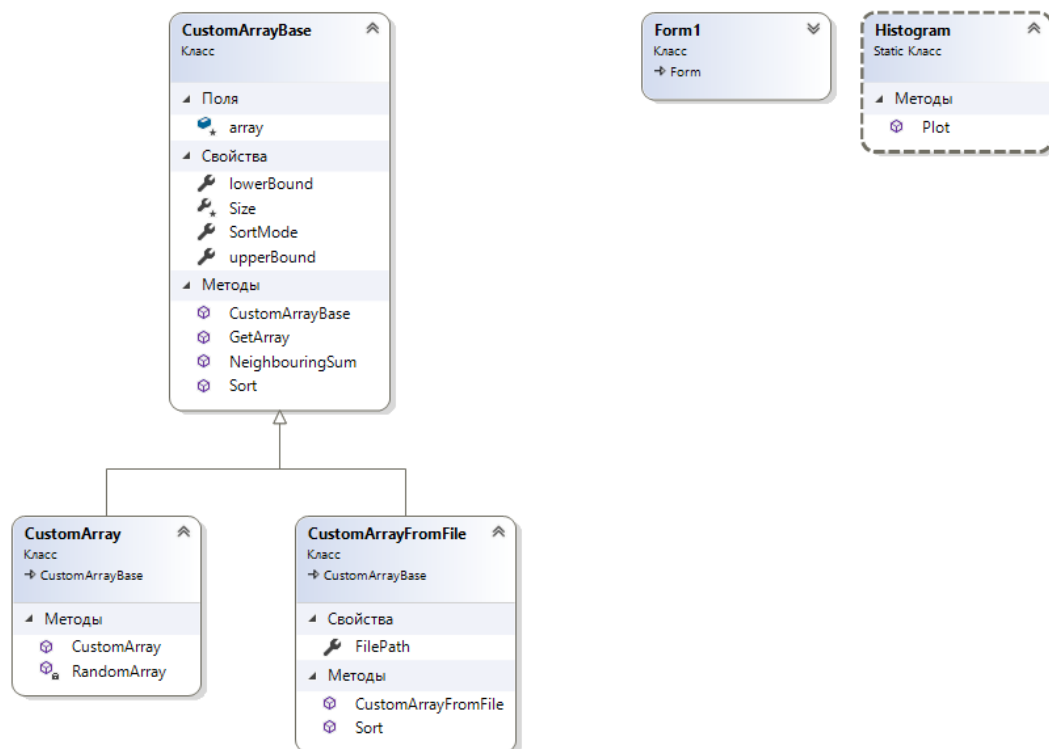 CustomArrayBase
Класс
Поля
array
Свойства
lowerBound
Size
SortMode
upperBound
Методы
CustomArrayBase
GetArray
NeighbouringSum
Sort
Form1
Класс
Form
Histogram
Static Класс
Методы
Plot
CustomArray
Класс
CustomArrayBase
Методы
CustomArray
RandomArray
CustomArrayFromFile
Класс
CustomArrayBase
Свойства
FilePath
Методы
CustomArrayFromFile
Sort